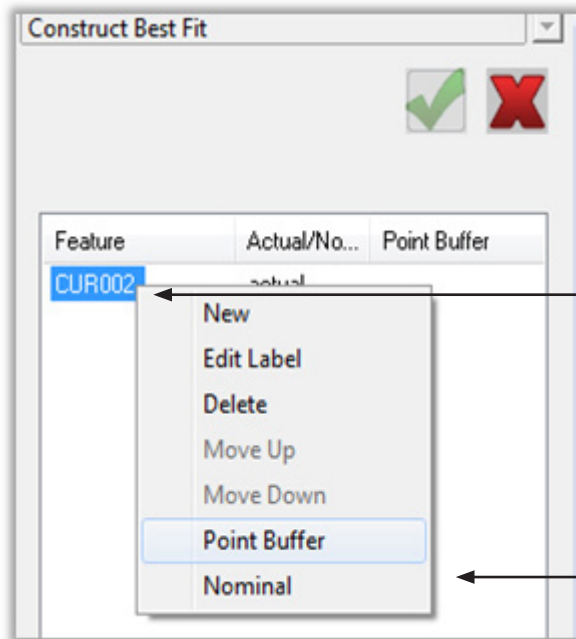 Construct Best Fit
Feature Actual/No... Point Buffer
CUR002 actual
New
Edit Label
Delete
Move Up
Move Down
Point Buffer
Nominal